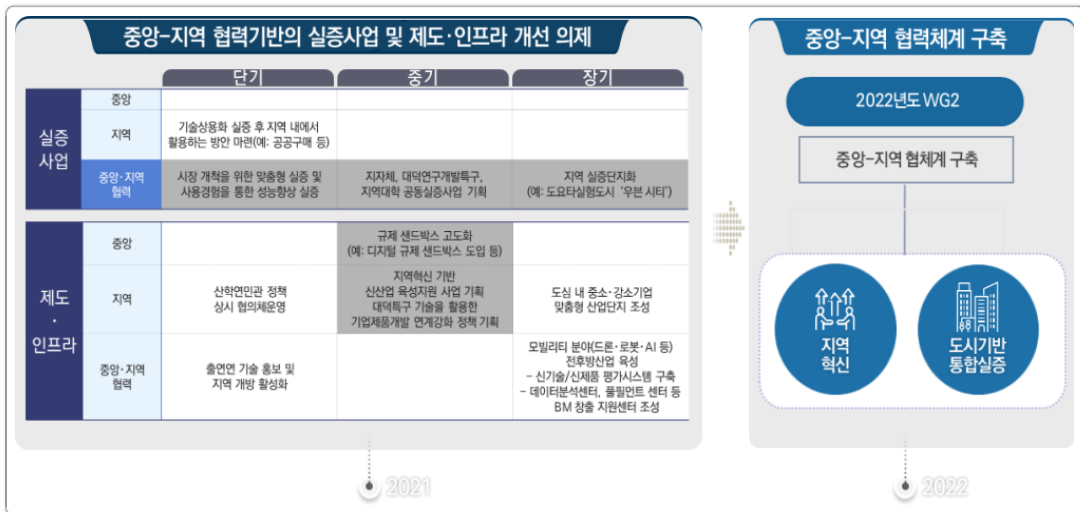 중앙-지역 협력기반의 실증사업 및 제도·인프라 개선 의제
단기
중기
장기
실증
사업
중앙
지역
기술상용화 실증 후 지역 내에서
활용하는 방안 마련(예: 공공구매 등)
중앙·지역
협력
시장 개척을 위한 맞춤형 실증 및
사용경험을 통한 성능향상 실증
지자체, 대덕연구개발특구,
지역대학 공동실증사업 기획
지역 실증단지화
(예: 도요타실험도시 ‘우븐 시티’)
제도
·
인프라
중앙
규제 샌드박스 고도화
(예: 디지털 규제 샌드박스 도입 등)
지역
산학연민관 정책
상시 협의체운영
지역혁신 기반
신산업 육성지원 사업 기획
대덕특구 기술을 활용한
기업제품개발 연계강화 정책 기획
도심 내 중소·강소기업
맞춤형 산업단지 조성
중앙·지역
협력
출연연 기술 홍보 및
지역 개방 활성화
모빌리티 분야(드론·로봇·AI 등)
전후방산업 육성
- 신기술/신제품 평가시스템 구축
- 데이터분석센터, 풀필먼트 센터 등
BM 창출 지원센터 조성
2021
중앙-지역 협력체계 구축
2022년도 WG2
중앙-지역 협체계 구축
지역
혁신
도시기반
통합실증
2022